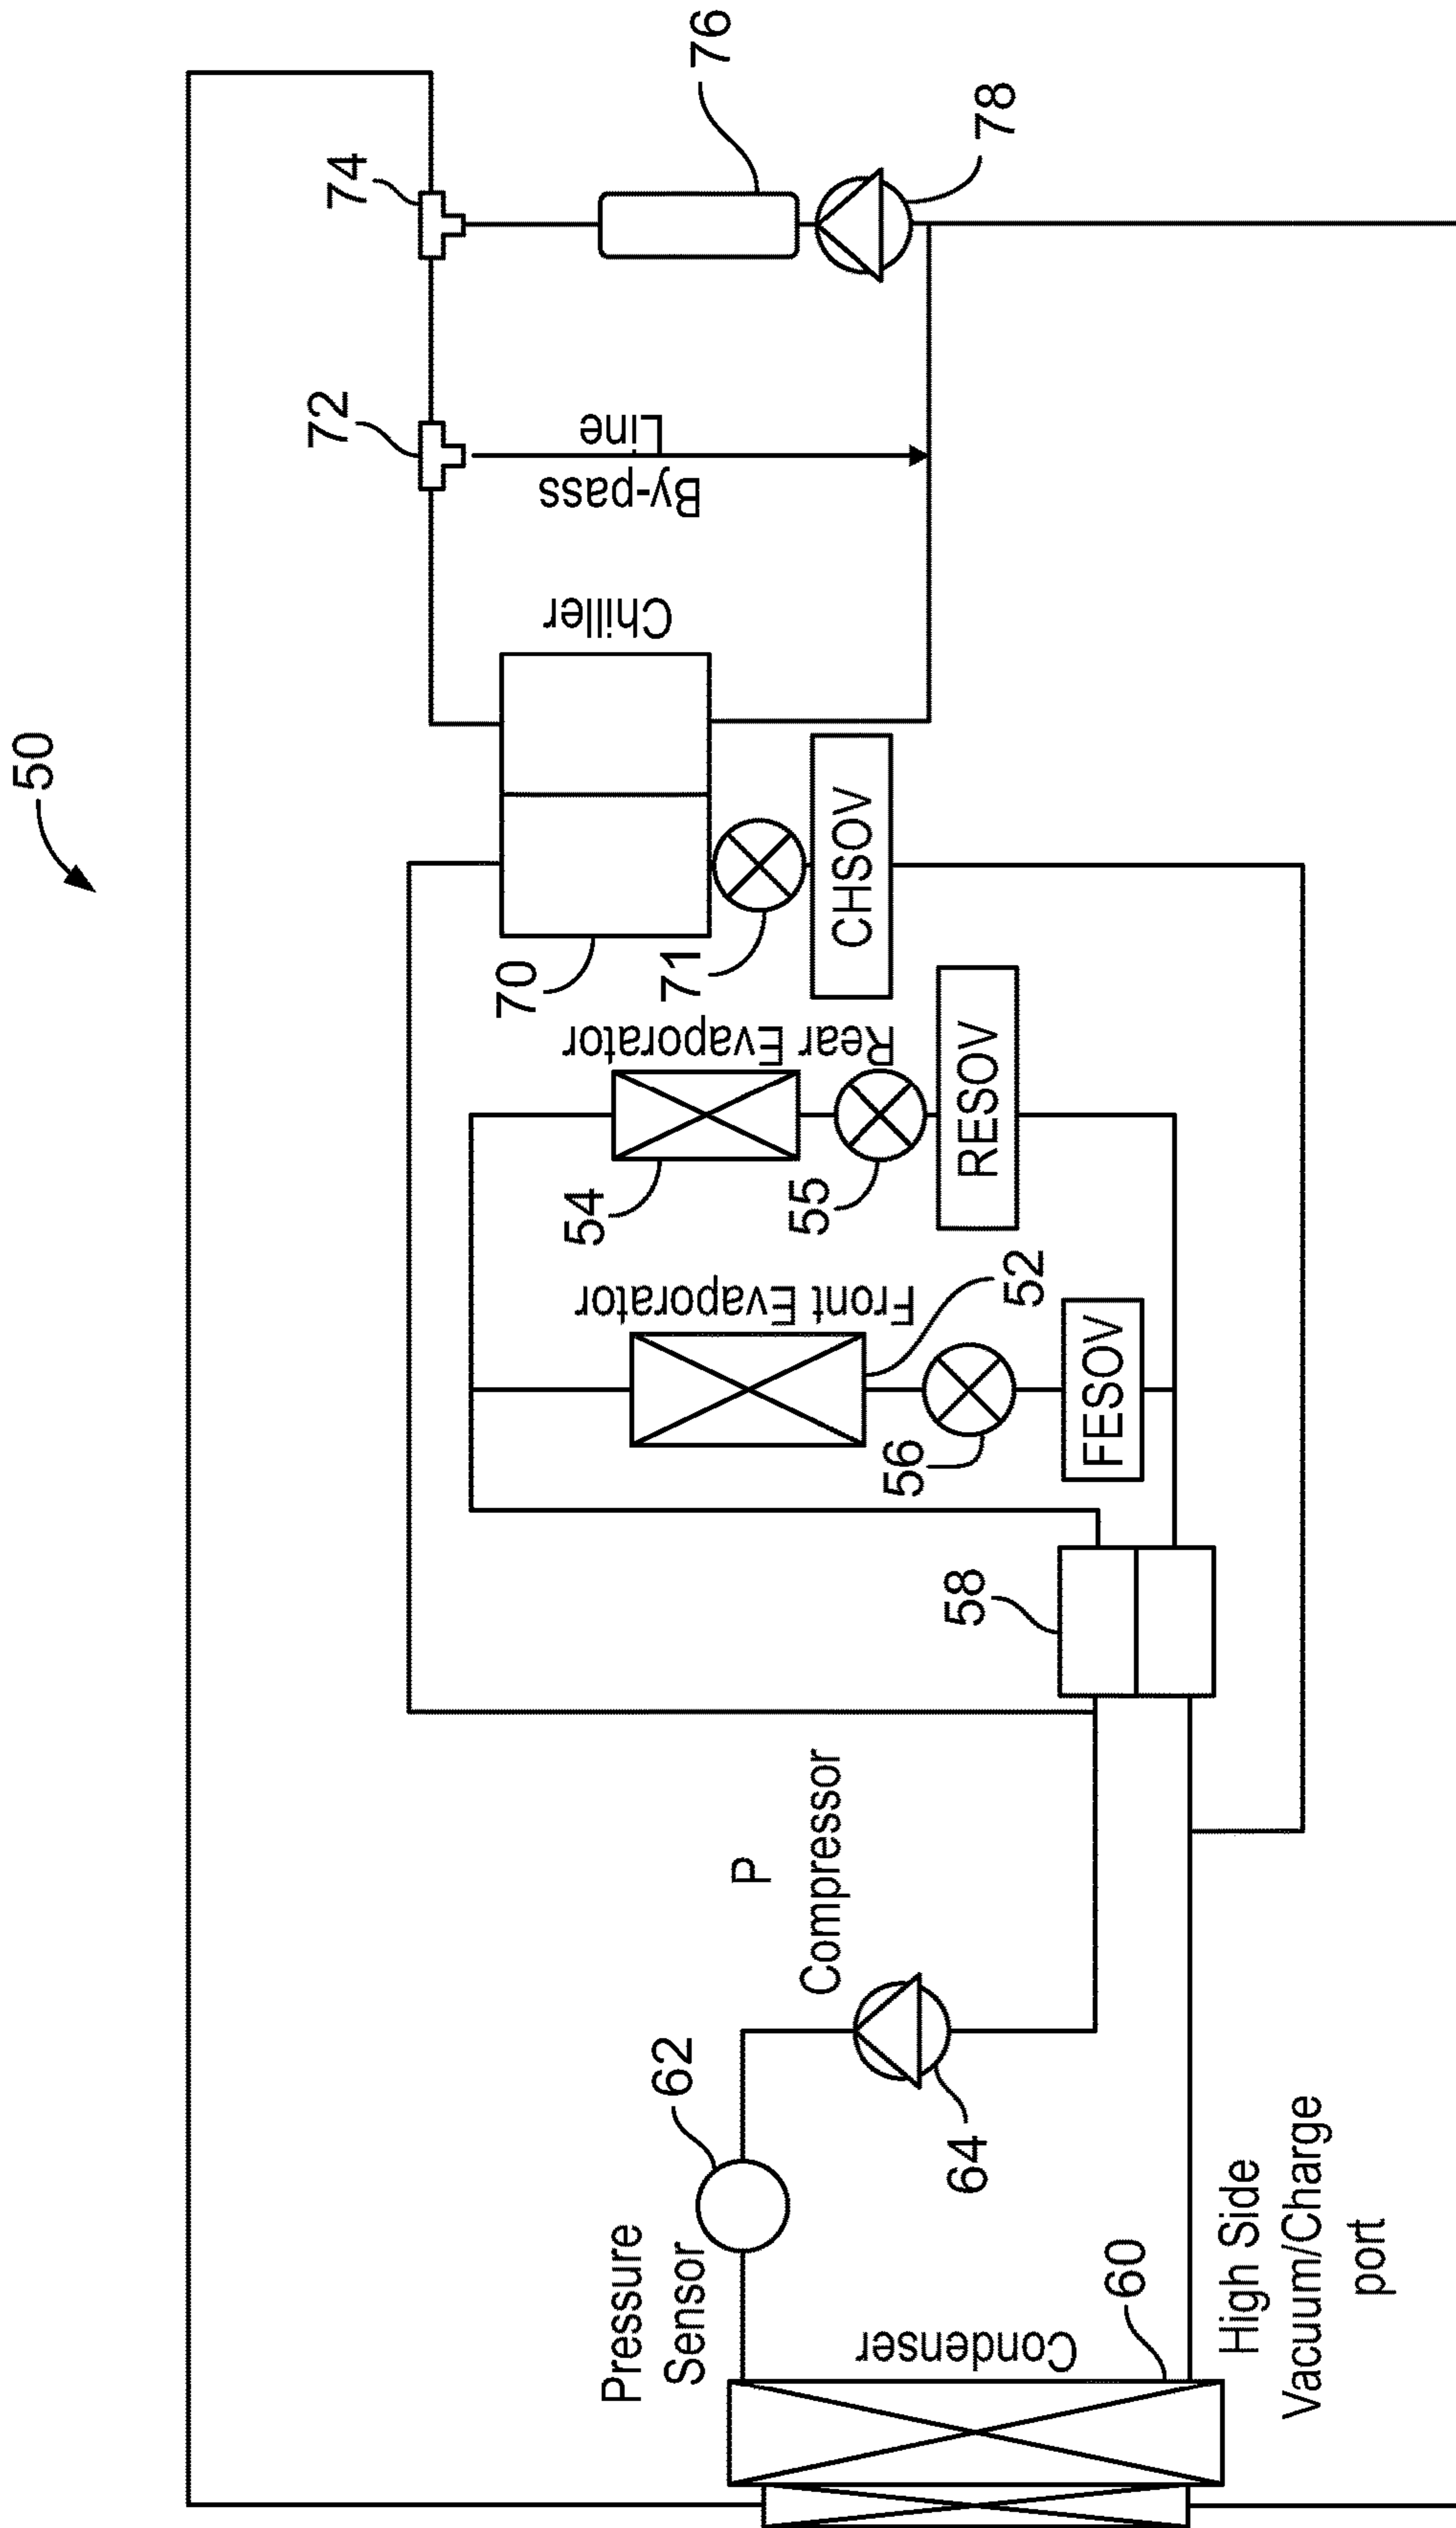 50
76
74
78
72
By-pass
Line
Chiller
70
71
CHSOV
Rear Evaporator
54
55
RESOV
Front Evaporator
52
56
FESOV
58
P
Compressor
62
64
Pressure
Sensor
Condenser
60
High Side
Vacuum/Charge
port